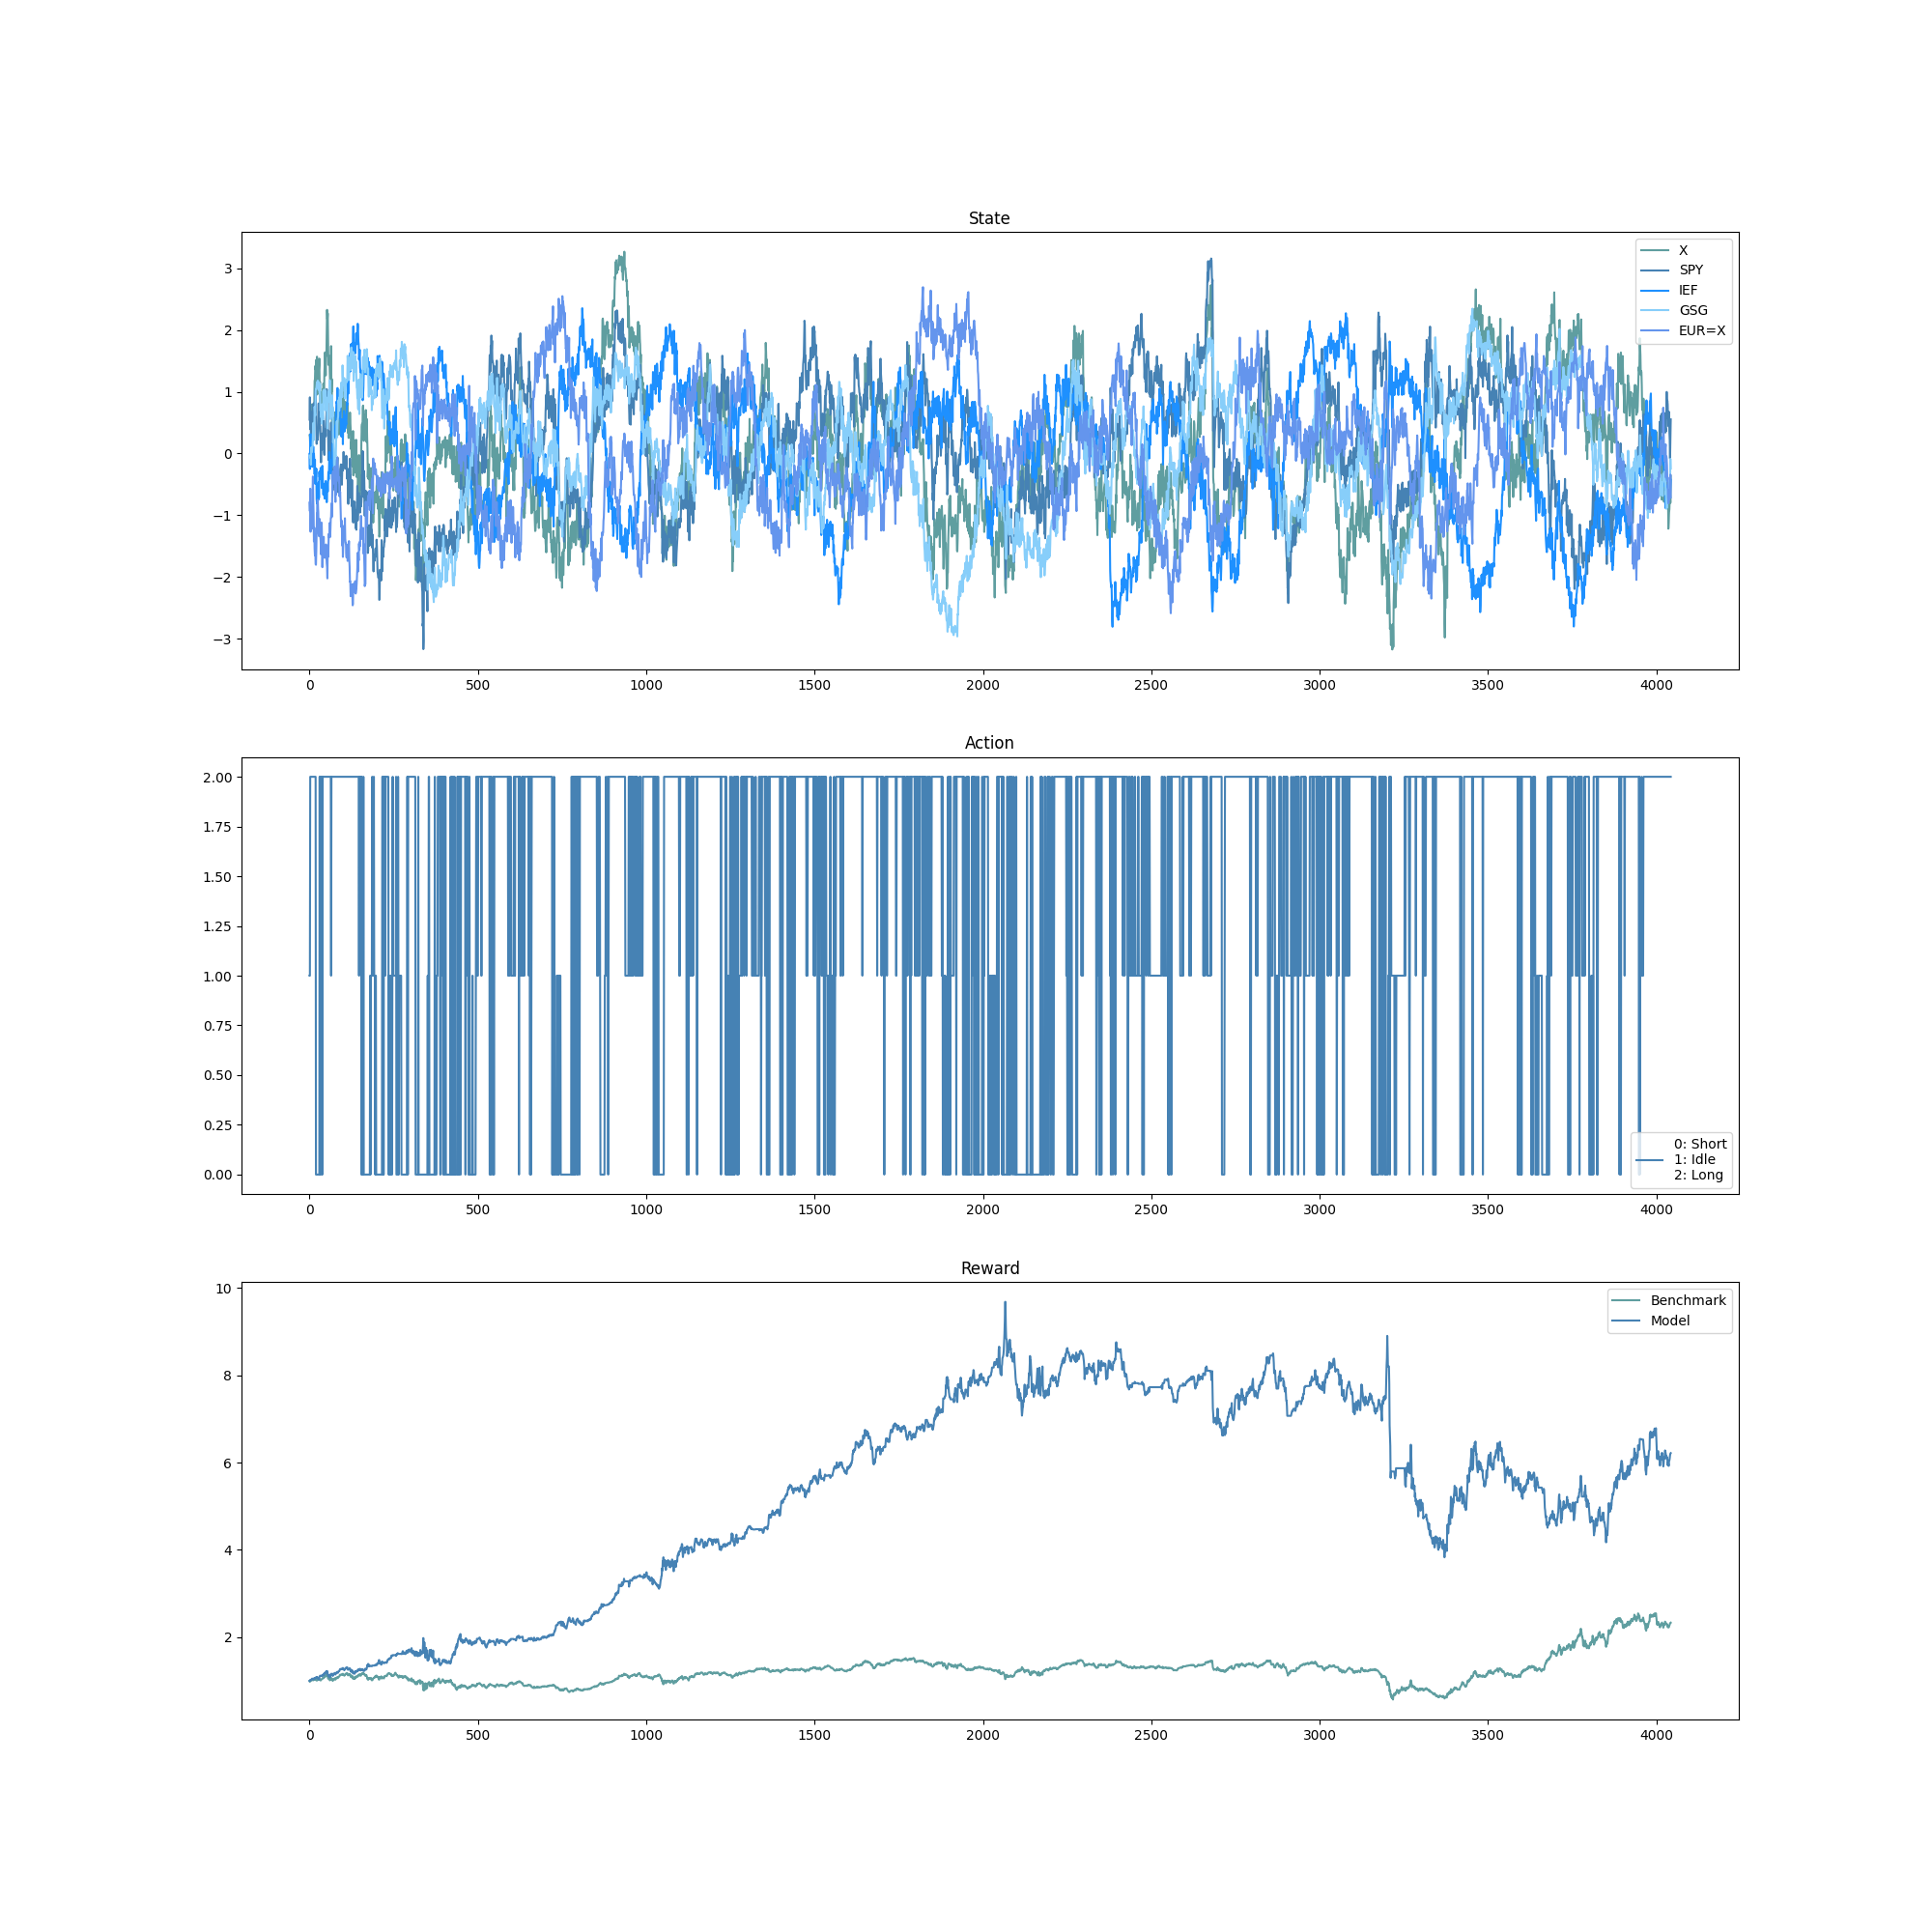 State
3
2
1
0
−1
−2
−3
X
SPY
IEF
GSG
EUR=X
0 500 1000 1500 2000 2500 3000 3500 4000
Action
2.00
1.75
1.50
1.25
1.00
0.75
0.50
0.25
0.00
0: Short
1: Idle
2: Long
0 500 1000 1500 2000 2500 3000 3500 4000
Reward
10
8
6
4
2
Benchmark
Model
0 500 1000 1500 2000 2500 3000 3500 4000